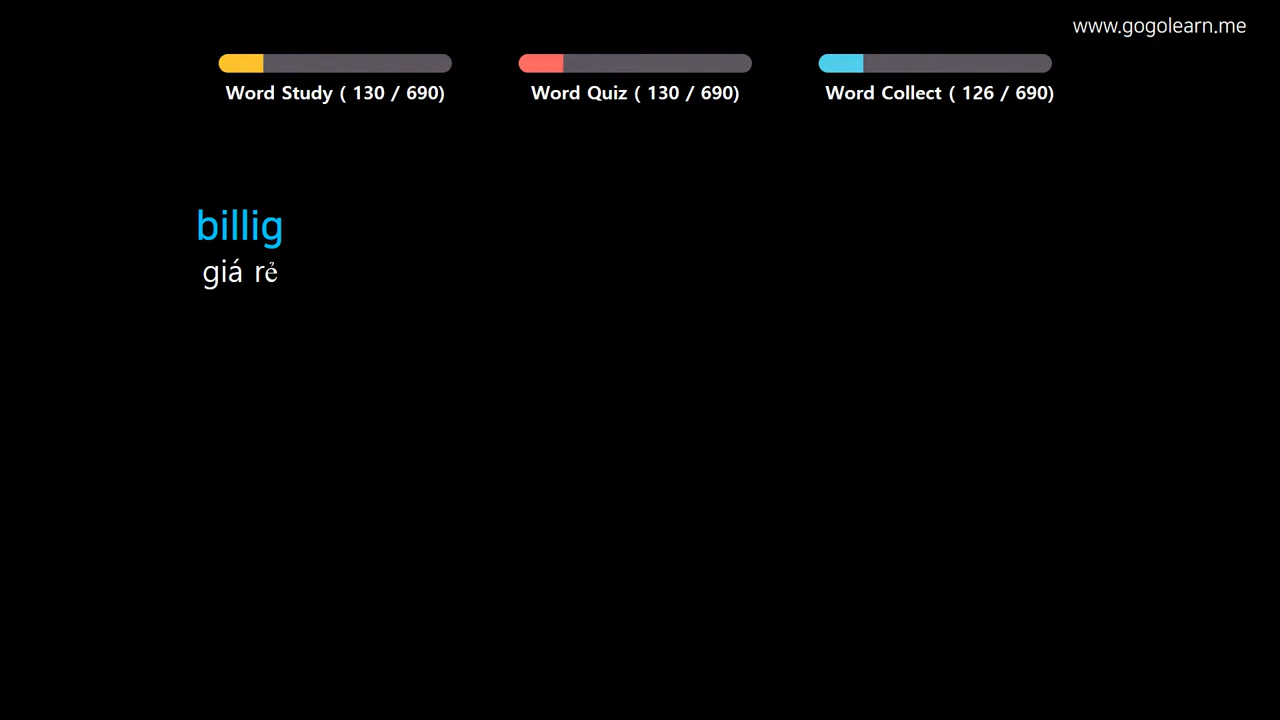 www.gogolearn.me
Word Study ( 130 / 690)
Word Quiz ( 130 / 690)
Word Collect ( 126 / 690)
billig
giá rẻ